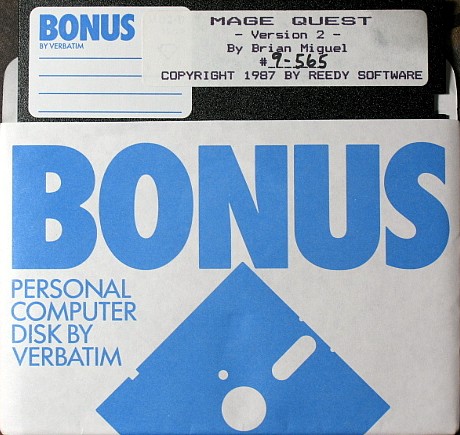 BONUS
BY VERBATIM
MAGE QUEST
- Version 2 -
By Brian Miguel
# 9-565
COPYRIGHT 1987 BY REEDY SOFTWARE
BONUS
PERSONAL
COMPUTER
DISK BY
VERBATIM